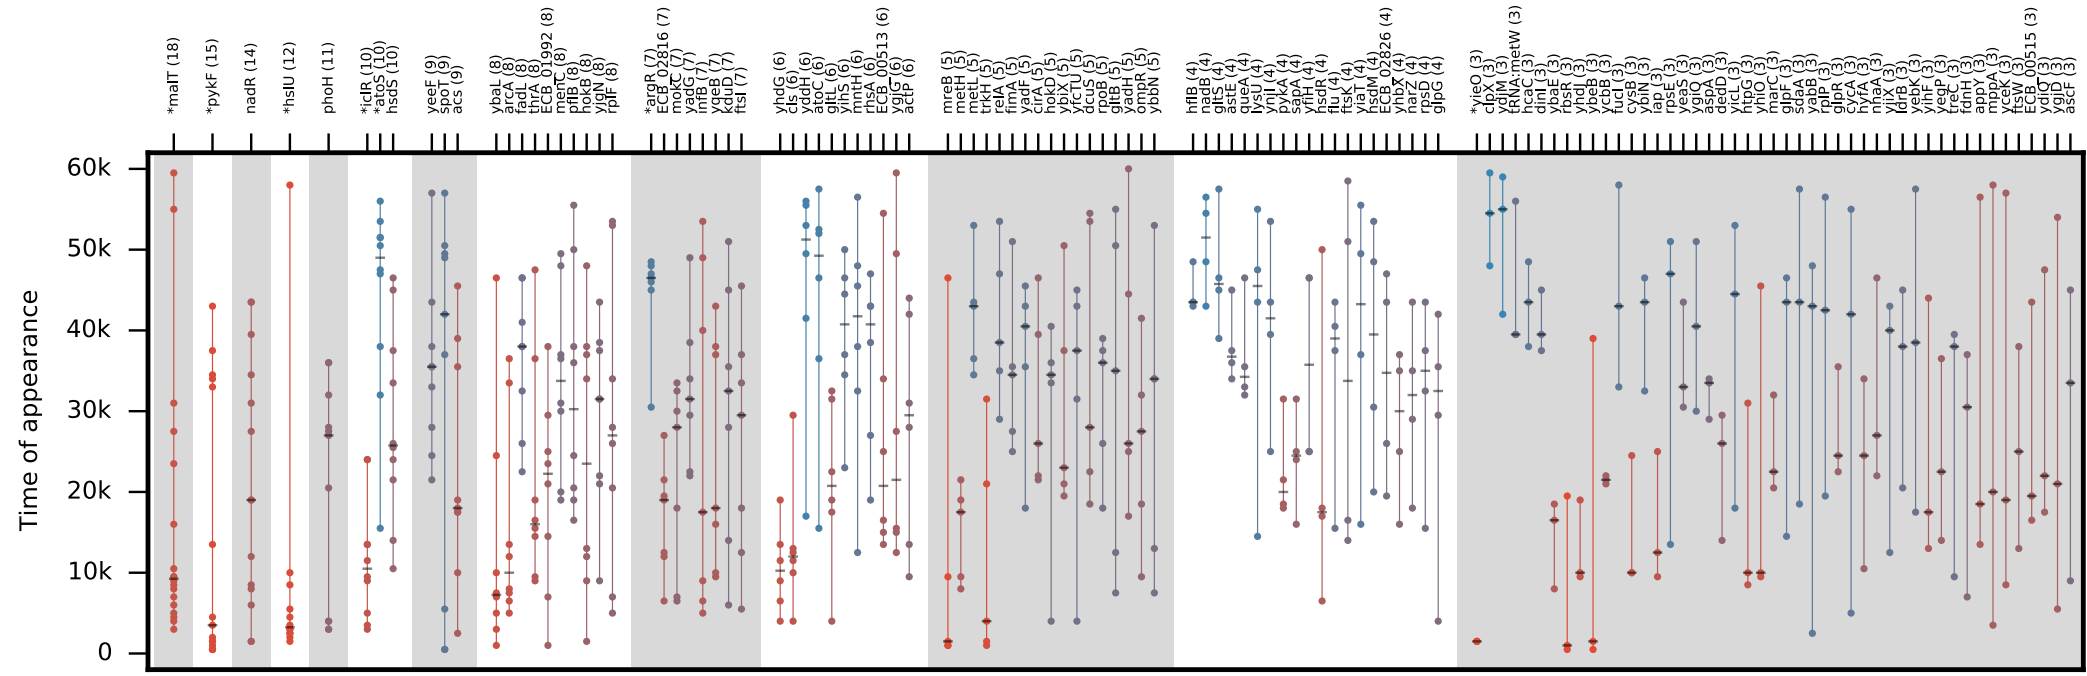 *malT (18)
*pykF (15)
nadR (14)
*hslU (12)
phoH (11)
*iclR (10)
*atoS (10)
hsdS (10)
yeeF (9)
spoT (9)
acs (9)
ybaL (8)
arcA (8)
fadL (8)
thrA (8)
ECB_01992 (8)
menC (8)
pflB (8)
hokB (8)
yjgN (8)
rplF (8)
*argR (7)
ECB_02816 (7)
mokC (7)
yadG (7)
infB (7)
yqeB (7)
kduD (7)
ftsI (7)
yhdG (6)
cls (6)
yddH (6)
atoC (6)
gltL (6)
yihS (6)
mntH (6)
rhsA (6)
ECB_00513 (6)
yjgT (6)
actP (6)
mreB (5)
metH (5)
metL (5)
trkH (5)
relA (5)
fimA (5)
yadF (5)
cirA (5)
nupD (5)
ybiX (5)
yfcTU (5)
dcuS (5)
rpoB (5)
gltB (5)
yadH (5)
ompR (5)
ybbN (5)
hflB (4)
nadB (4)
gltS (4)
astE (4)
queA (4)
lysU (4)
ynjI (4)
pykA (4)
sapA (4)
yfiH (4)
hsdR (4)
flu (4)
ftsK (4)
yiaT (4)
hdfM (4)
ECB_02826 (4)
yhbZ (4)
narZ (4)
rpsD (4)
glpG (4)
*yieO (3)
clpX (3)
ydjM (3)
tRNA:metW (3)
hcaC (3)
dinI (3)
ybaE (3)
yhdJ (3)
ybeB (3)
ycbB (3)
fucI (3)
cysB (3)
ybiN (3)
iap (3)
rpsE (3)
yeaS (3)
ygiQ (3)
aspA (3)
dedD (3)
yicL (3)
htpG (3)
yhiO (3)
marC (3)
glpF (3)
sdaA (3)
yabB (3)
rplP (3)
glpR (3)
cycA (3)
hyfA (3)
nhaA (3)
yjiX (3)
ldrB (3)
yebK (3)
yihF (3)
yegP (3)
treC (3)
fdnH (3)
appY (3)
mppA (3)
yceK (3)
ftsW (3)
ECB_00515 (3)
ydiQ (3)
ygjD (3)
ascF (3)
60k
50k
40k
30k
20k
10k
0
Time of appearance